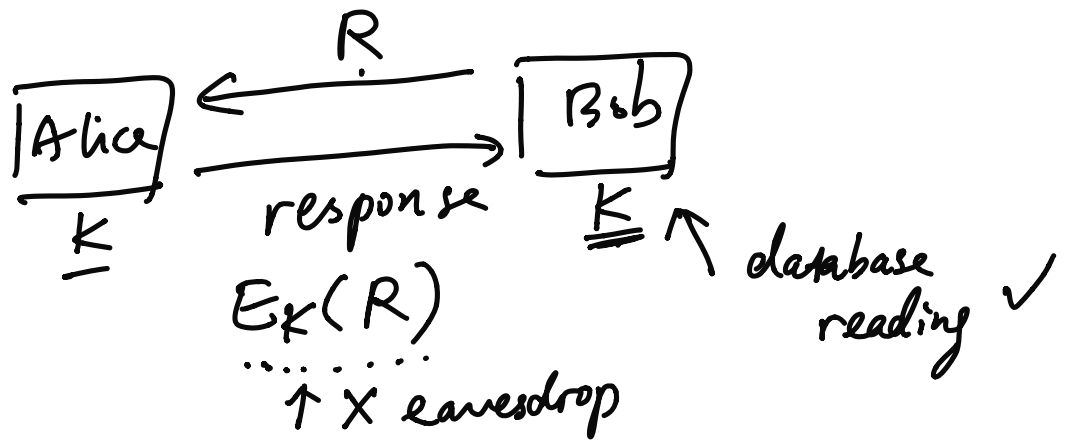 R
Alice
Bob
response
K
K
database
reading ✓
E_K(R)
↑ X eavesdrop